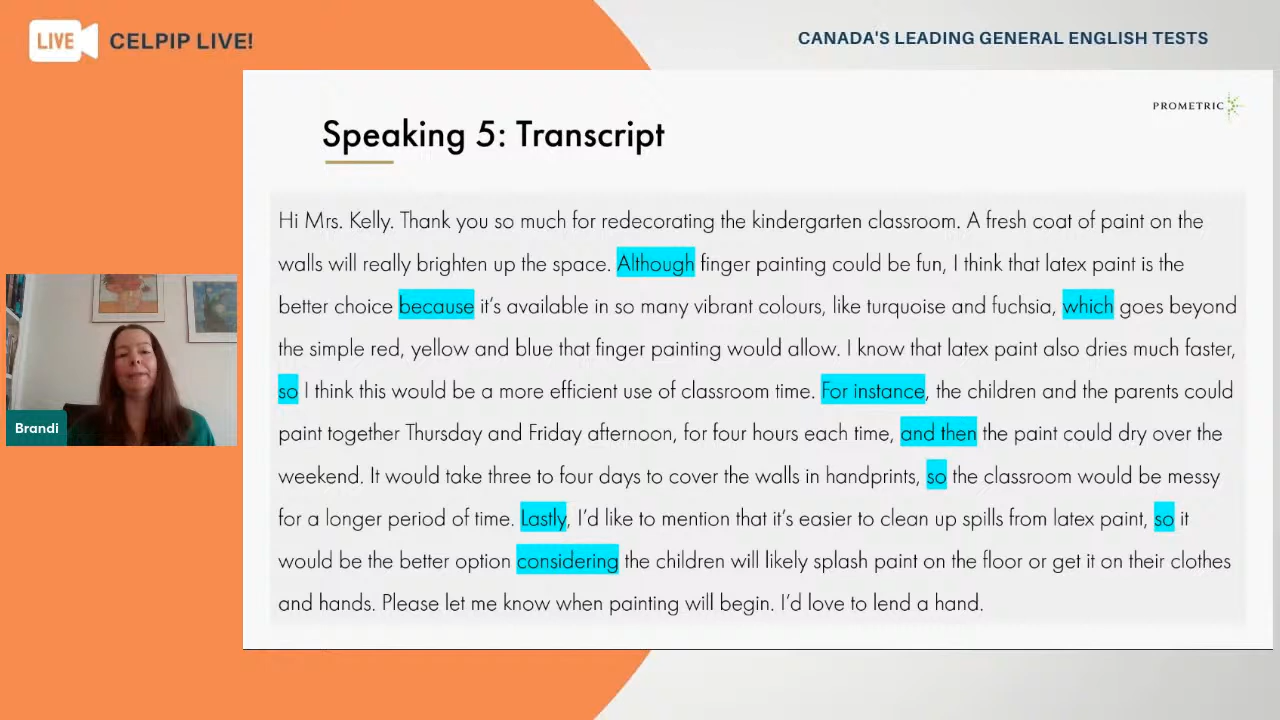 LIVE CELPIP LIVE!
CANADA'S LEADING GENERAL ENGLISH TESTS
PROMETRIC
Speaking 5: Transcript
Hi Mrs. Kelly. Thank you so much for redecorating the kindergarten classroom. A fresh coat of paint on the
walls will really brighten up the space. Although finger painting could be fun, I think that latex paint is the
better choice because it's available in so many vibrant colours, like turquoise and fuchsia, which goes beyond
the simple red, yellow and blue that finger painting would allow. I know that latex paint also dries much faster,
so I think this would be a more efficient use of classroom time. For instance, the children and the parents could
paint together Thursday and Friday afternoon, for four hours each time, and then the paint could dry over the
weekend. It would take three to four days to cover the walls in handprints, so the classroom would be messy
for a longer period of time. Lastly, I'd like to mention that it's easier to clean up spills from latex paint, so it
would be the better option considering the children will likely splash paint on the floor or get it on their clothes
and hands. Please let me know when painting will begin. I'd love to lend a hand.
Brandi